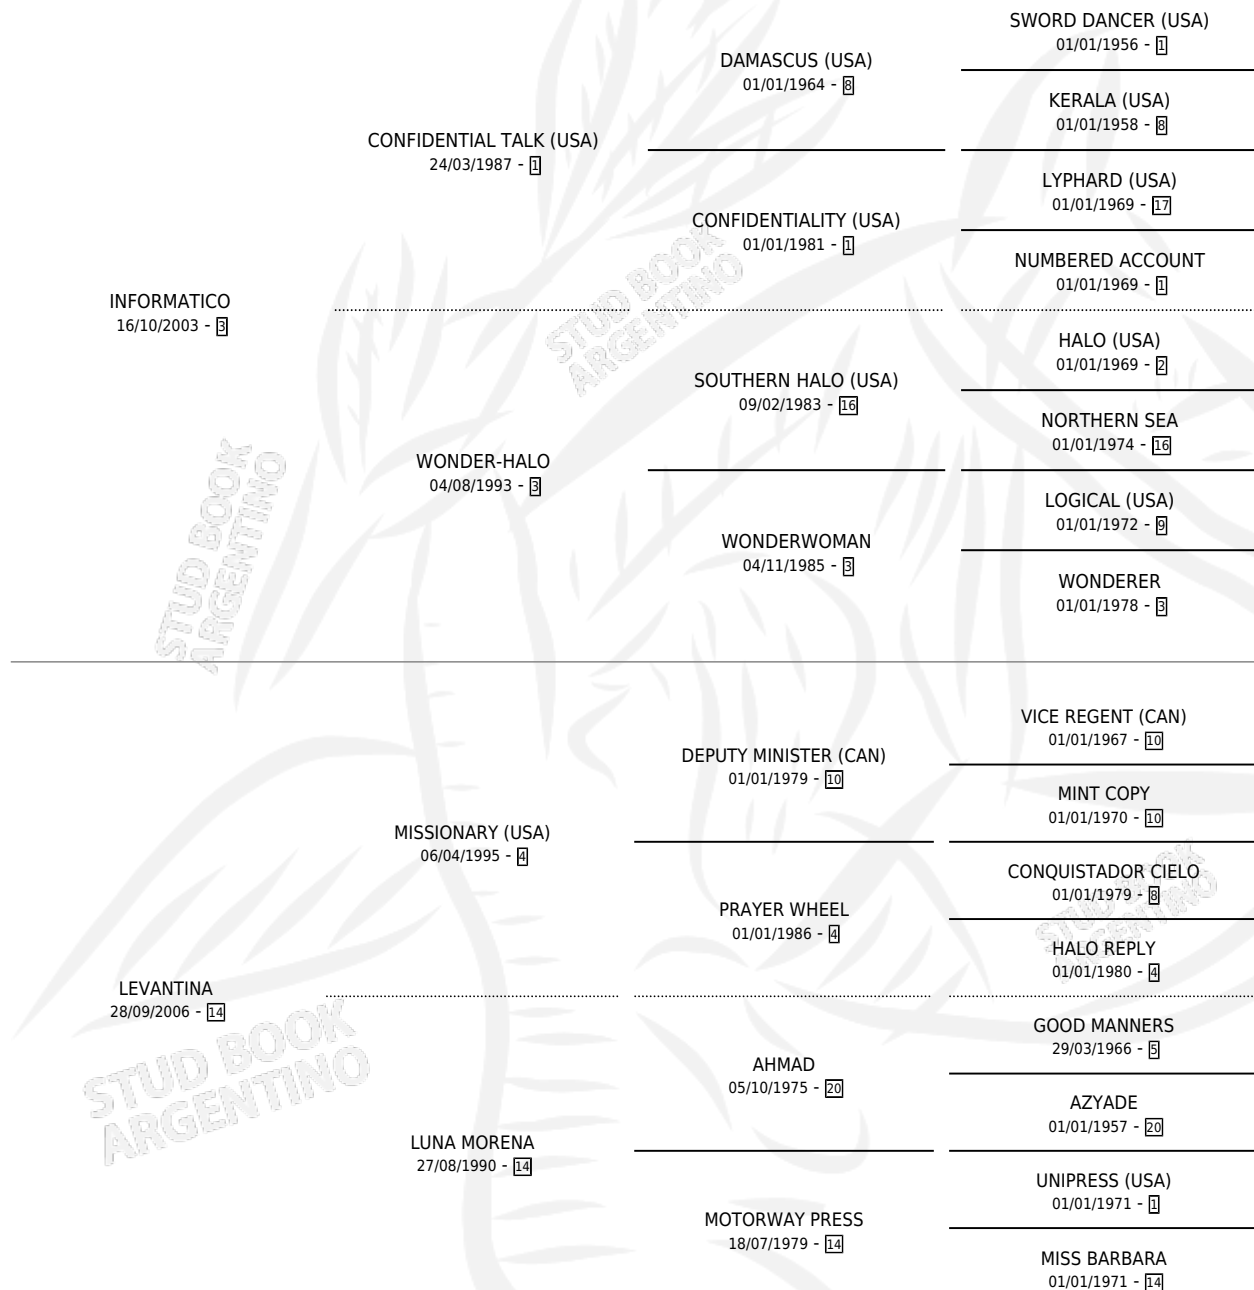 SWORD DANCER (USA)
01/01/1956 - 1
DAMASCUS (USA)
01/01/1964 - 8
KERALA (USA)
01/01/1958 - 8
CONFIDENTIAL TALK (USA)
24/03/1987 - 1
LYPHARD (USA)
01/01/1969 - 17
CONFIDENTIALITY (USA)
01/01/1981 - 1
NUMBERED ACCOUNT
01/01/1969 - 1
INFORMATICO
16/10/2003 - 3
HALO (USA)
01/01/1969 - 2
SOUTHERN HALO (USA)
09/02/1983 - 16
NORTHERN SEA
01/01/1974 - 16
WONDER-HALO
04/08/1993 - 3
LOGICAL (USA)
01/01/1972 - 9
WONDERWOMAN
04/11/1985 - 3
WONDERER
01/01/1978 - 3
VICE REGENT (CAN)
01/01/1967 - 10
DEPUTY MINISTER (CAN)
01/01/1979 - 10
MINT COPY
01/01/1970 - 10
MISSIONARY (USA)
06/04/1995 - 4
CONQUISTADOR CIELO
01/01/1979 - 8
PRAYER WHEEL
01/01/1986 - 4
HALO REPLY
01/01/1980 - 4
LEVANTINA
28/09/2006 - 14
GOOD MANNERS
29/03/1966 - 5
AHMAD
05/10/1975 - 20
AZYADE
01/01/1957 - 20
LUNA MORENA
27/08/1990 - 14
UNIPRESS (USA)
01/01/1971 - 1
MOTORWAY PRESS
18/07/1979 - 14
MISS BARBARA
01/01/1971 - 14
STUD BOOK
ARGENTINO
STUD BOOK
ARGENTINO
STUD BOOK
ARGENTINO
STUD BOOK
ARGENTINO